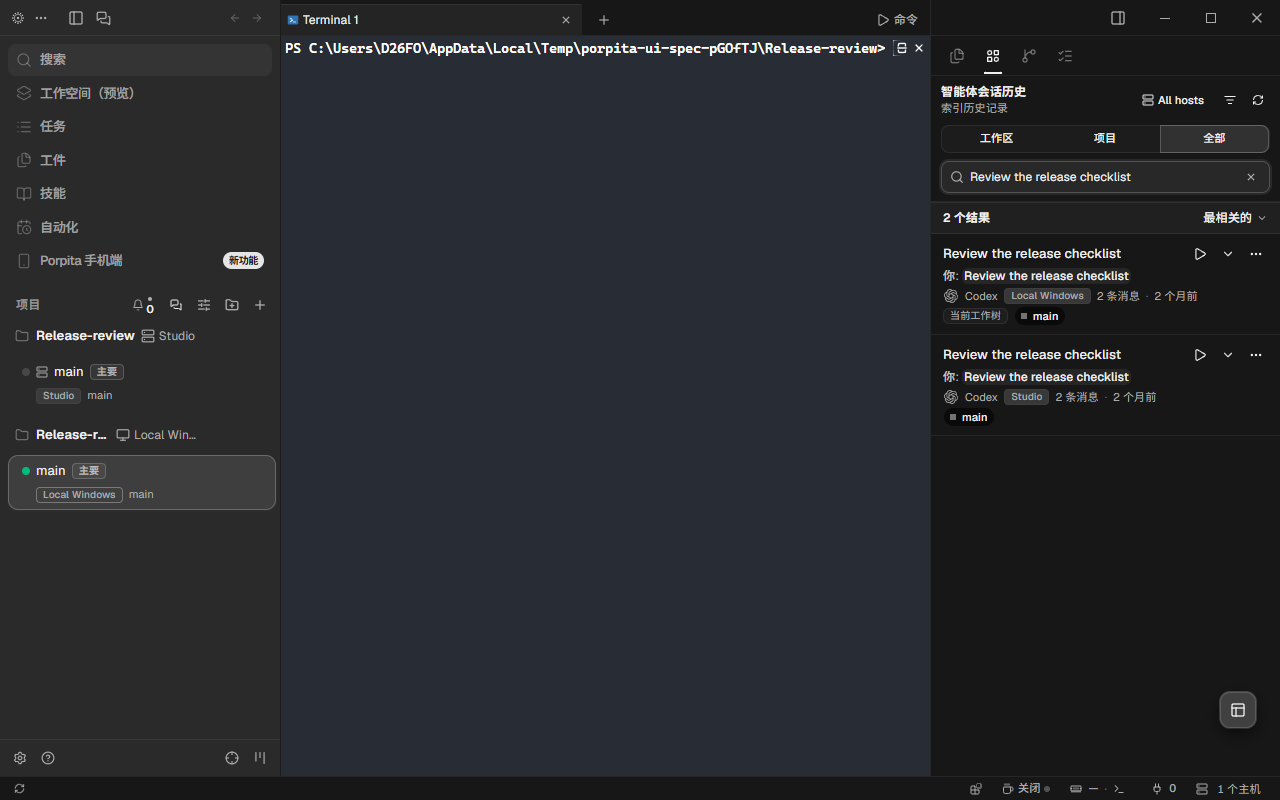 搜索
工作空间（预览）
任务
工件
技能
自动化
Porpita 手机端 新功能
项目 0
Release-review Studio
main 主要
Studio main
Release-r... Local Win...
main 主要
Local Windows main
Terminal 1
命令
PS C:\Users\D26FO\AppData\Local\Temp\porpita-ui-spec-pGOfTJ\Release-review>
智能体会话历史
索引历史记录
All hosts
工作区 项目 全部
Review the release checklist
2 个结果 最相关的
Review the release checklist
你: Review the release checklist
Codex Local Windows 2 条消息 · 2 个月前
当前工作树 main
Review the release checklist
你: Review the release checklist
Codex Studio 2 条消息 · 2 个月前
main
关闭 — · 0 1 个主机